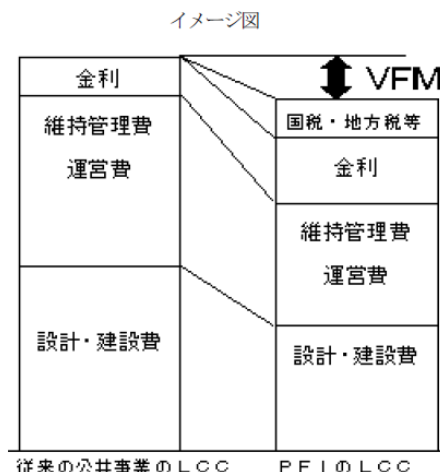 イメージ図
VFM
金利
維持管理費
運営費
設計・建設費
国税・地方税等
金利
維持管理費
運営費
設計・建設費
従来の公共事業のLCC
PFIのLCC